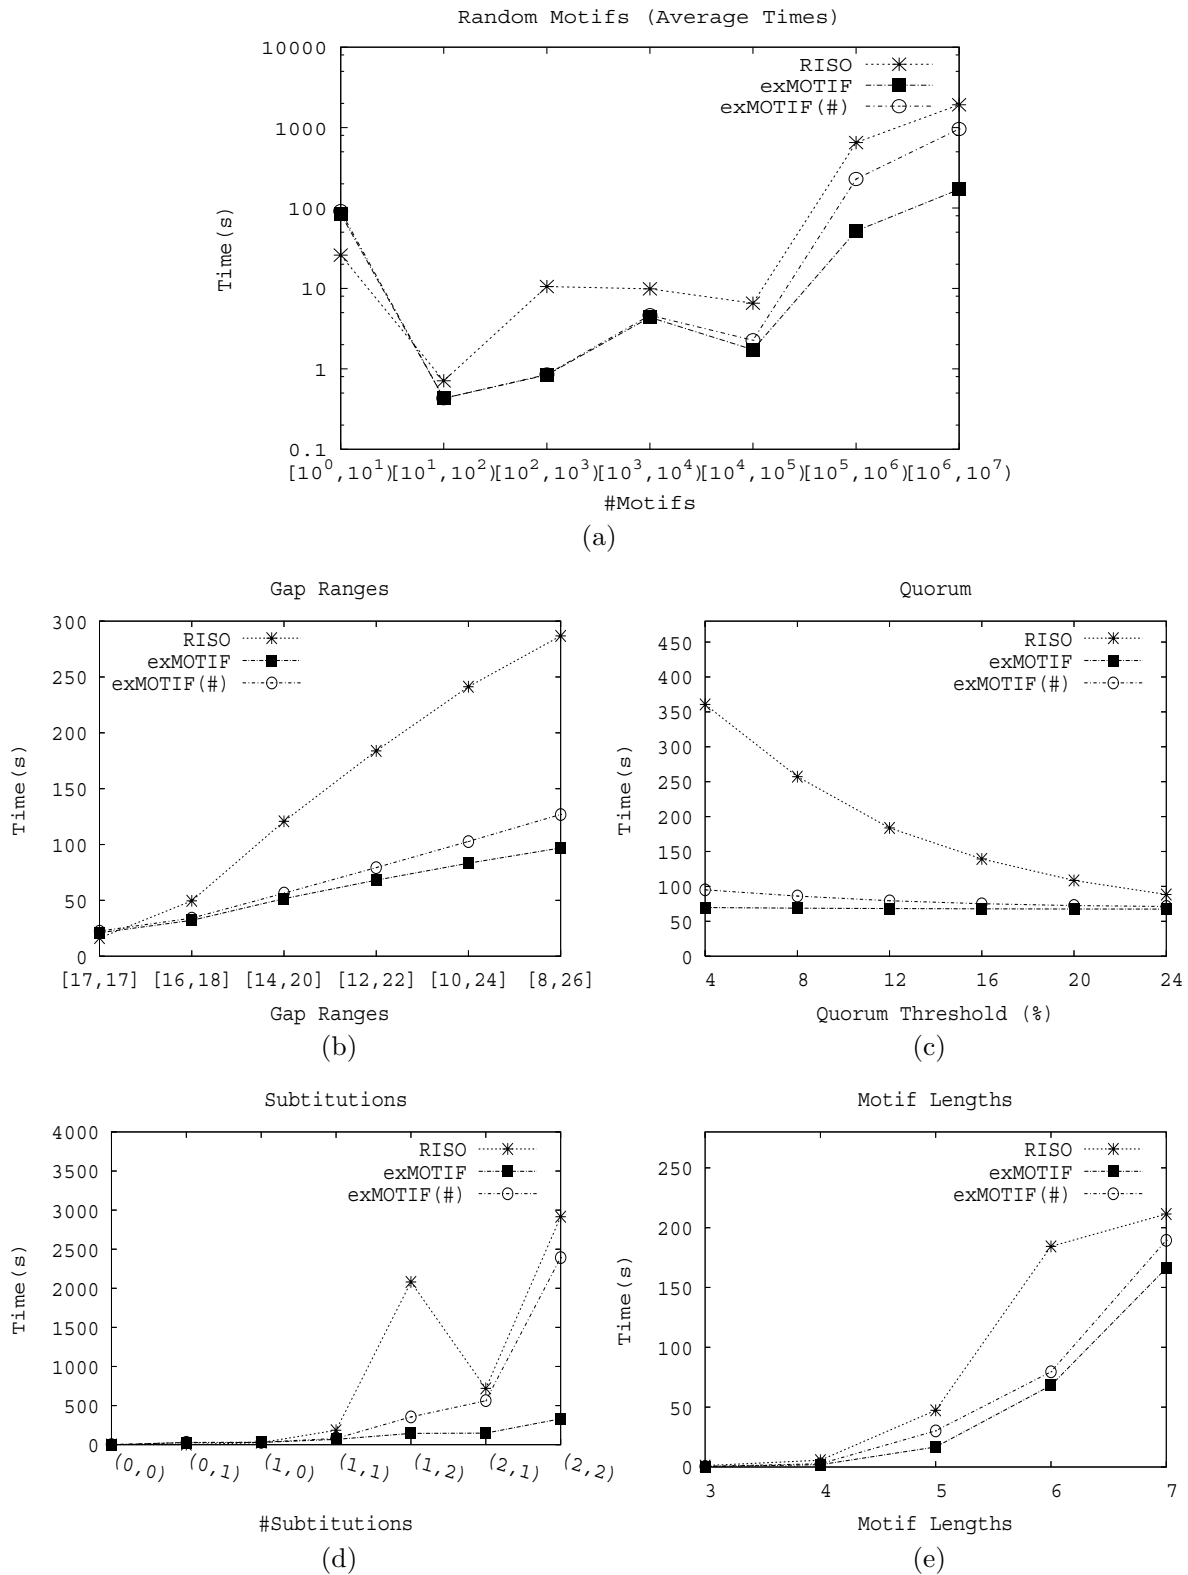 Random Motifs (Average Times)
10000
1000
100
10
1
0.1
Time(s)
RISO
exMOTIF
exMOTIF(#)
[10^0,10^1) [10^1,10^2) [10^2,10^3) [10^3,10^4) [10^4,10^5) [10^5,10^6) [10^6,10^7)
#Motifs
(a)
Gap Ranges
300
250
200
150
100
50
0
Time(s)
RISO
exMOTIF
exMOTIF(#)
[17,17] [16,18] [14,20] [12,22] [10,24] [8,26]
Gap Ranges
(b)
Quorum
450
400
350
300
250
200
150
100
50
0
Time(s)
RISO
exMOTIF
exMOTIF(#)
4 8 12 16 20 24
Quorum Threshold (%)
(c)
Subtitutions
4000
3500
3000
2500
2000
1500
1000
500
0
Time(s)
RISO
exMOTIF
exMOTIF(#)
(0,0) (0,1) (1,0) (1,1) (1,2) (2,1) (2,2)
#Subtitutions
(d)
Motif Lengths
250
200
150
100
50
0
Time(s)
RISO
exMOTIF
exMOTIF(#)
3 4 5 6 7
Motif Lengths
(e)